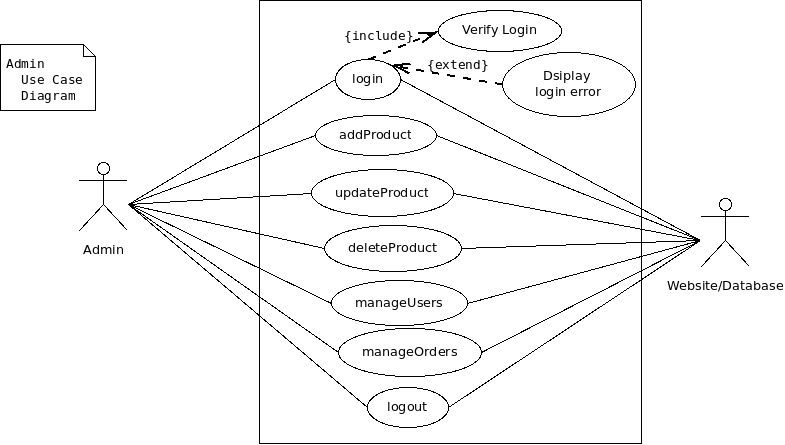 Admin
Use Case
Diagram
{include}
Verify Login
{extend}
login
Dsiplay
login error
addProduct
updateProduct
deleteProduct
manageUsers
manageOrders
logout
Admin
Website/Database